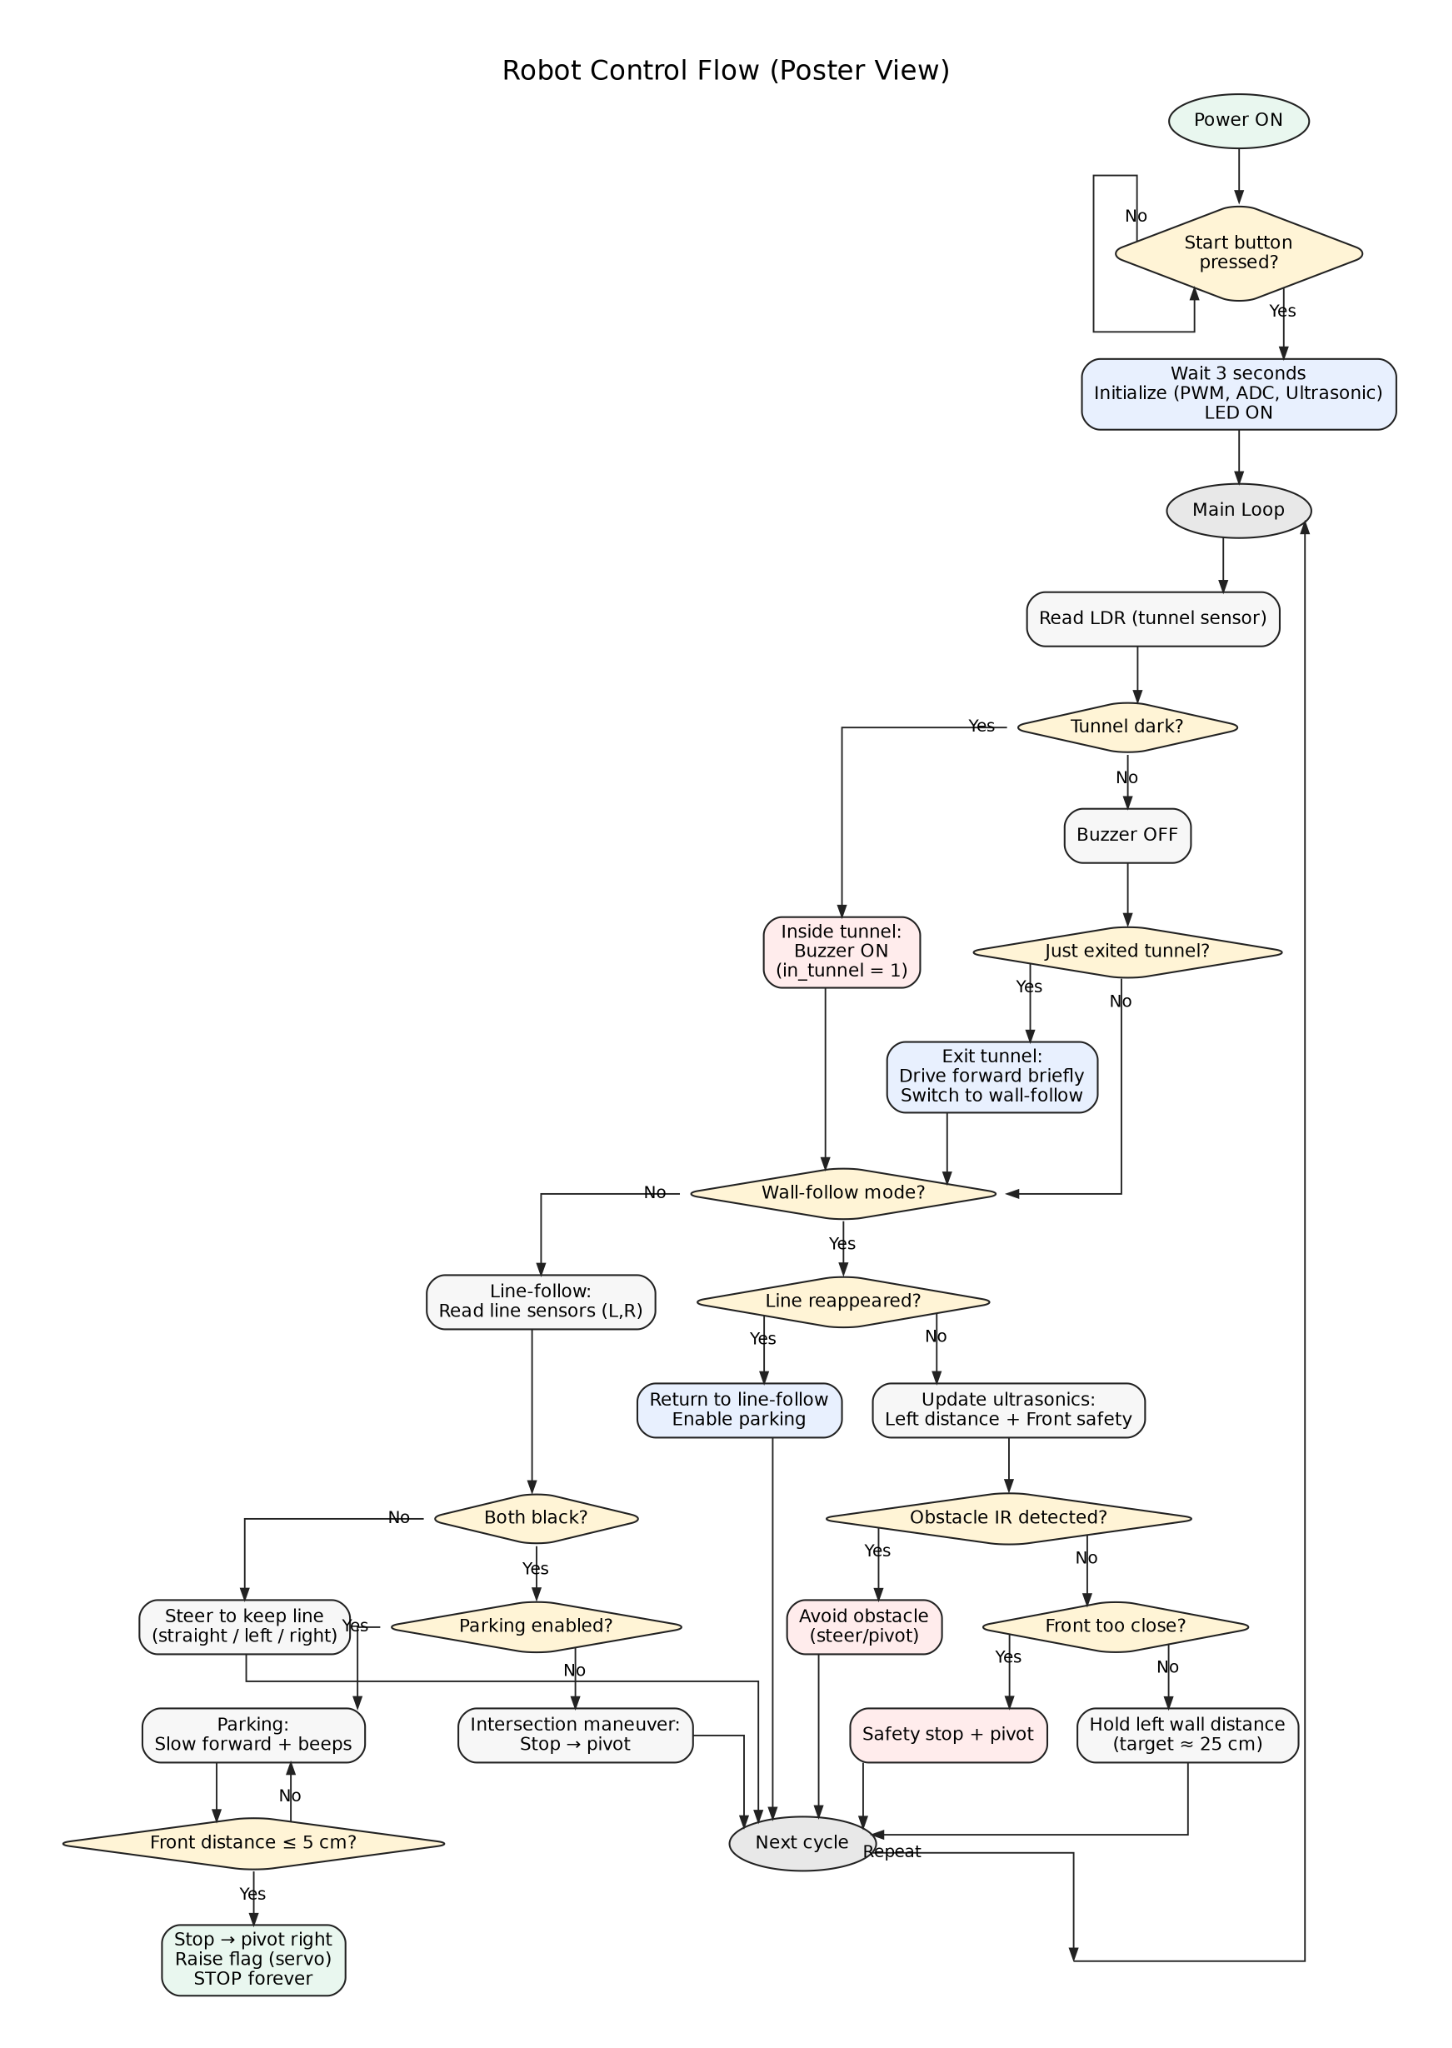 Robot Control Flow (Poster View)
Power ON
No
Start button
pressed?
Yes
Wait 3 seconds
Initialize (PWM, ADC, Ultrasonic)
LED ON
Main Loop
Read LDR (tunnel sensor)
Tunnel dark?
Yes
No
Buzzer OFF
Inside tunnel:
Buzzer ON
(in_tunnel = 1)
Just exited tunnel?
Yes
No
Exit tunnel:
Drive forward briefly
Switch to wall-follow
Wall-follow mode?
No
Yes
Line-follow:
Read line sensors (L,R)
Line reappeared?
Yes
No
Return to line-follow
Enable parking
Update ultrasonics:
Left distance + Front safety
Both black?
No
Yes
Obstacle IR detected?
Yes
No
Steer to keep line
(straight / left / right)
Yes
Parking enabled?
No
Avoid obstacle
(steer/pivot)
Front too close?
Yes
No
Parking:
Slow forward + beeps
Intersection maneuver:
Stop → pivot
Safety stop + pivot
Hold left wall distance
(target ≈ 25 cm)
No
Front distance ≤ 5 cm?
Next cycle
Repeat
Yes
Stop → pivot right
Raise flag (servo)
STOP forever